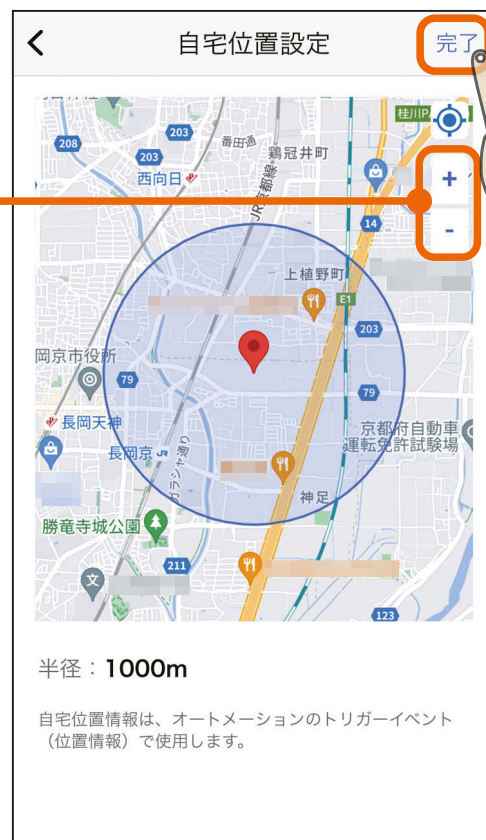 自宅位置設定
完了
208
203
203
番田通
鶏冠井町
西向日
JR京都線
桂川P
+
-
14
上植野町
E1
203
岡京市役所
79
79
長岡天神
長岡京
JR
ガラシャ通り
京都府自動車
運転免許試験場
神足
勝竜寺城公園
211
文
123
半径：1000m
自宅位置情報は、オートメーションのトリガーイベント
（位置情報）で使用します。